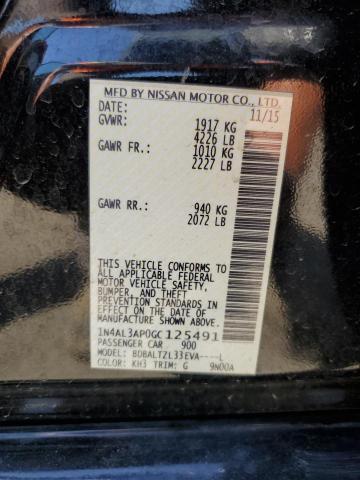 MFD BY NISSAN MOTOR CO., LTD.
DATE: 11/15
GVWR: 1917 KG
4226 LB
GAWR FR.: 1010 KG
2227 LB
GAWR RR.: 940 KG
2072 LB
THIS VEHICLE CONFORMS TO
ALL APPLICABLE FEDERAL
MOTOR VEHICLE SAFETY,
BUMPER, AND THEFT
PREVENTION STANDARDS
IN EFFECT ON THE DATE OF
MANUFACTURE SHOWN ABOVE.
1N4AL3AP0GC125491
PASSENGER CAR 900
MODEL: BDBALTZL33EVA----L
COLOR: KH3 TRIM: G 9N00A